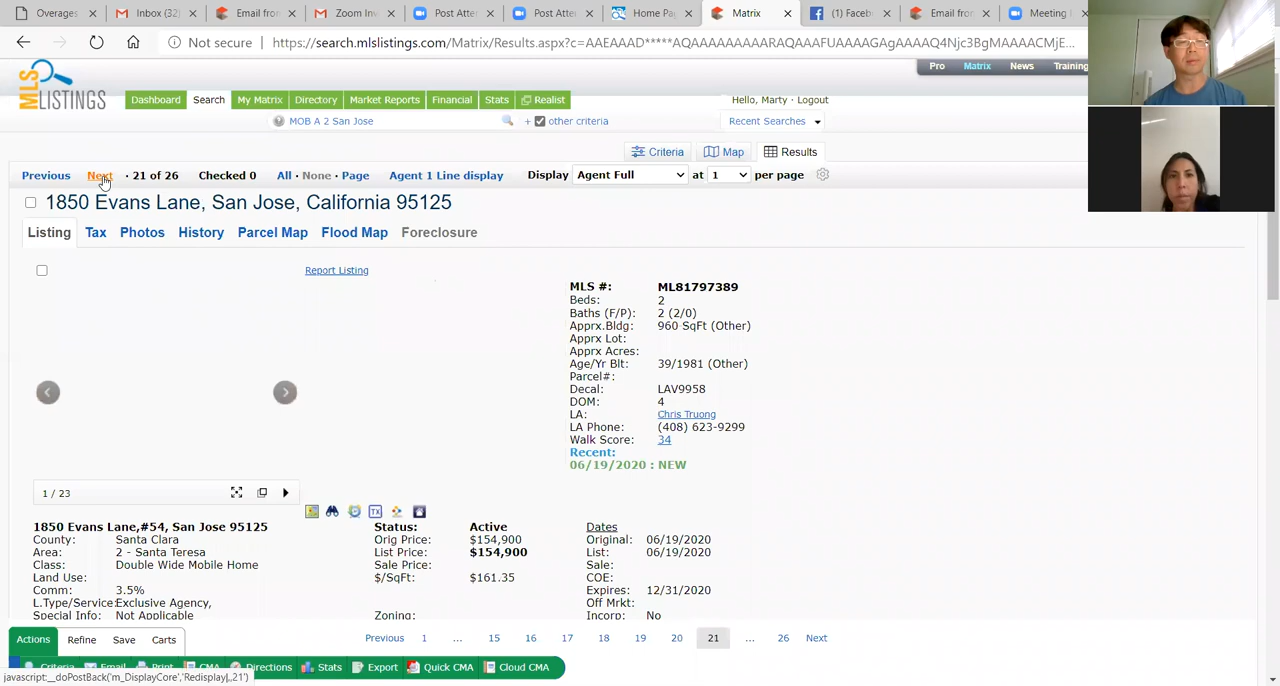 Overages
Inbox (32)
Email from
Zoom Inv
Post Atter
Post Atter
Home Pag
Matrix
(1) Faceb
Email from
Meeting
Not secure
https://search.mlslistings.com/Matrix/Results.aspx?c=AAEAAAD*****AQAAAAAAAAARAQAAAFUAAAAGAgAAAAQ4Njc3BgMAAAACMjE...
MLS LISTINGS
Pro Matrix News Training
Dashboard Search My Matrix Directory Market Reports Financial Stats Realist
Hello, Marty · Logout
MOB A 2 San Jose
+ other criteria
Recent Searches
Criteria Map Results
Previous Next · 21 of 26 Checked 0 All · None · Page Agent 1 Line display Display Agent Full at 1 per page
1850 Evans Lane, San Jose, California 95125
Listing Tax Photos History Parcel Map Flood Map Foreclosure
Report Listing
MLS #: ML81797389
Beds: 2
Baths (F/P): 2 (2/0)
Apprx.Bldg: 960 SqFt (Other)
Apprx Lot:
Apprx Acres:
Age/Yr Blt: 39/1981 (Other)
Parcel#:
Decal: LAV9958
DOM: 4
LA: Chris Truong
LA Phone: (408) 623-9299
Walk Score: 34
Recent:
06/19/2020 : NEW
1 / 23
TX
1850 Evans Lane,#54, San Jose 95125 Status: Active Dates
County: Santa Clara Orig Price: $154,900 Original: 06/19/2020
Area: 2 - Santa Teresa List Price: $154,900 List: 06/19/2020
Class: Double Wide Mobile Home Sale Price: Sale:
Land Use: $/SqFt: $161.35 COE:
Comm: 3.5% Expires: 12/31/2020
L.Type/Service: Exclusive Agency, Off Mrkt:
Special Info: Not Applicable Zoning: Incorp: No
Actions Refine Save Carts
Previous 1 ... 15 16 17 18 19 20 21 ... 26 Next
Criteria Email Print CMA Directions Stats Export Quick CMA Cloud CMA
javascript:__doPostBack('m_DisplayCore','Redisplay|,,21')